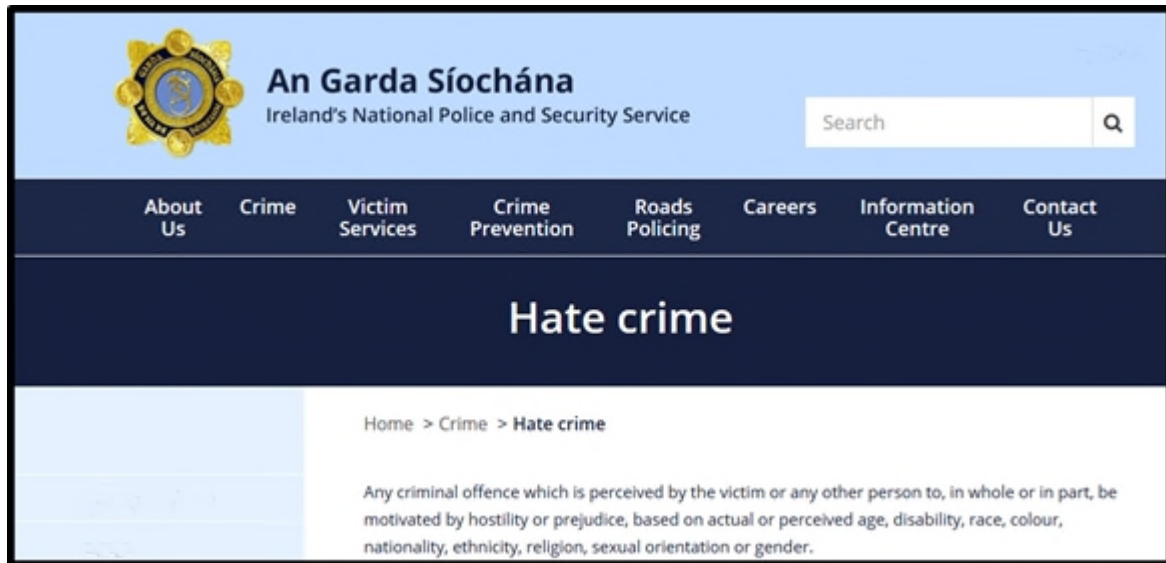 An Garda Síochána
Ireland's National Police and Security Service
Search
About Us
Crime
Victim Services
Crime Prevention
Roads Policing
Careers
Information Centre
Contact Us
Hate crime
Home > Crime > Hate crime
Any criminal offence which is perceived by the victim or any other person to, in whole or in part, be
motivated by hostility or prejudice, based on actual or perceived age, disability, race, colour,
nationality, ethnicity, religion, sexual orientation or gender.